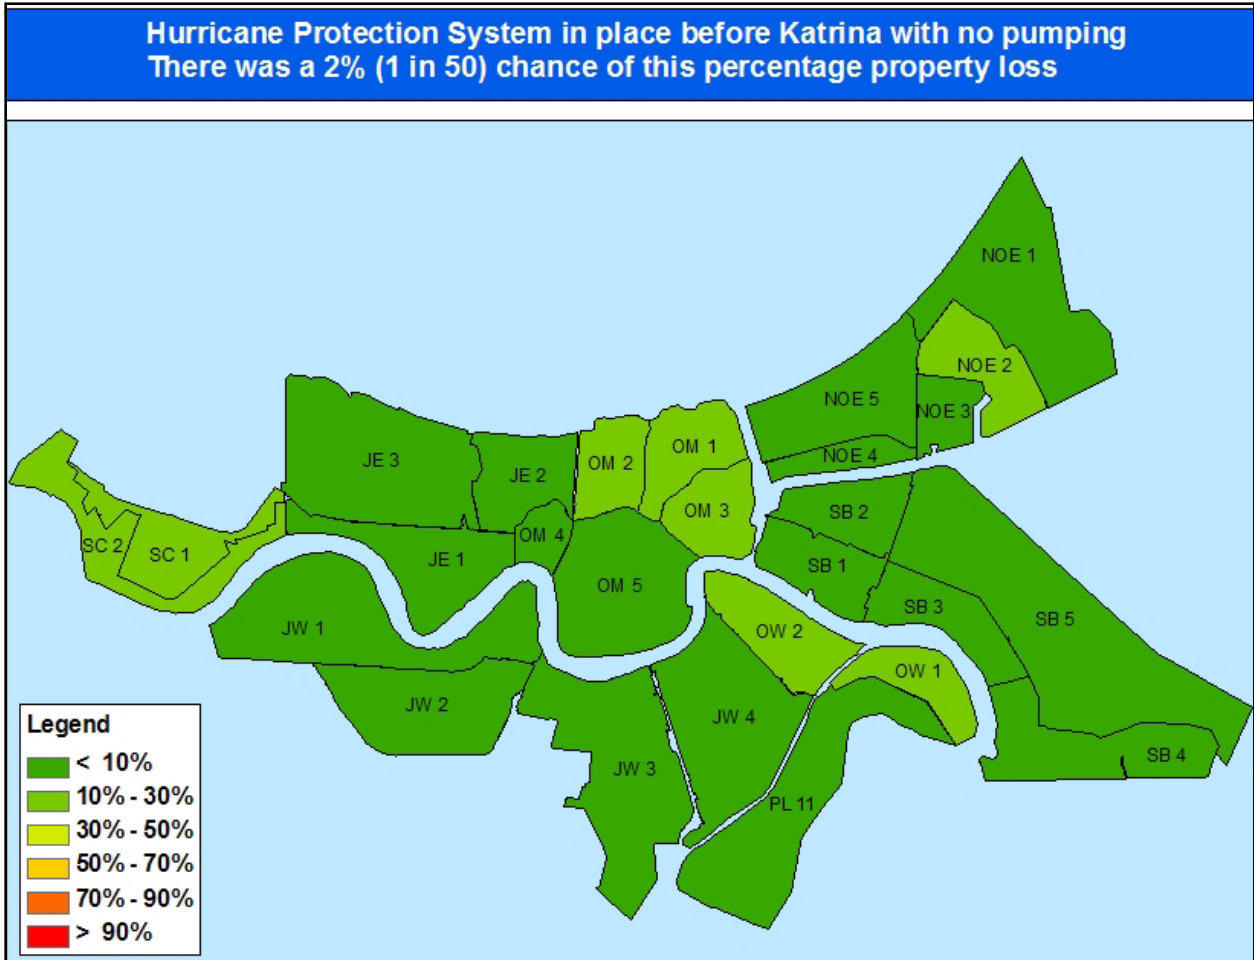 Hurricane Protection System in place before Katrina with no pumping
There was a 2% (1 in 50) chance of this percentage property loss
NOE 1
NOE 2
NOE 5
NOE 3
NOE 4
OM 1
OM 2
JE 3
JE 2
OM 3
SB 2
OM 4
SC 2
SC 1
JE 1
SB 1
OM 5
SB 3
SB 5
JW 1
OW 2
OW 1
JW 2
JW 4
SB 4
JW 3
PL 11
Legend
< 10%
10% - 30%
30% - 50%
50% - 70%
70% - 90%
> 90%